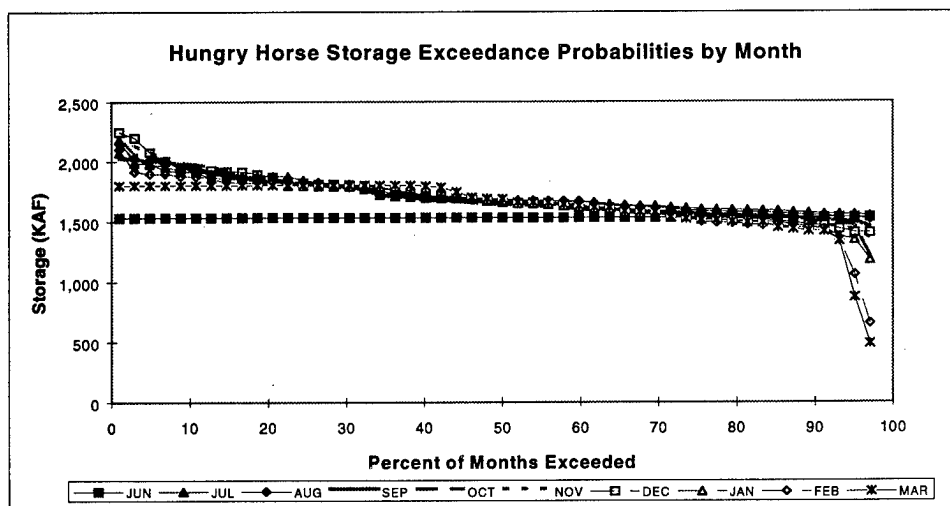 Hungry Horse Storage Exceedance Probabilities by Month
Storage (KAF)
2,500
2,000
1,500
1,000
500
0
0 10 20 30 40 50 60 70 80 90 100
Percent of Months Exceeded
JUN JUL AUG SEP OCT NOV DEC JAN FEB MAR